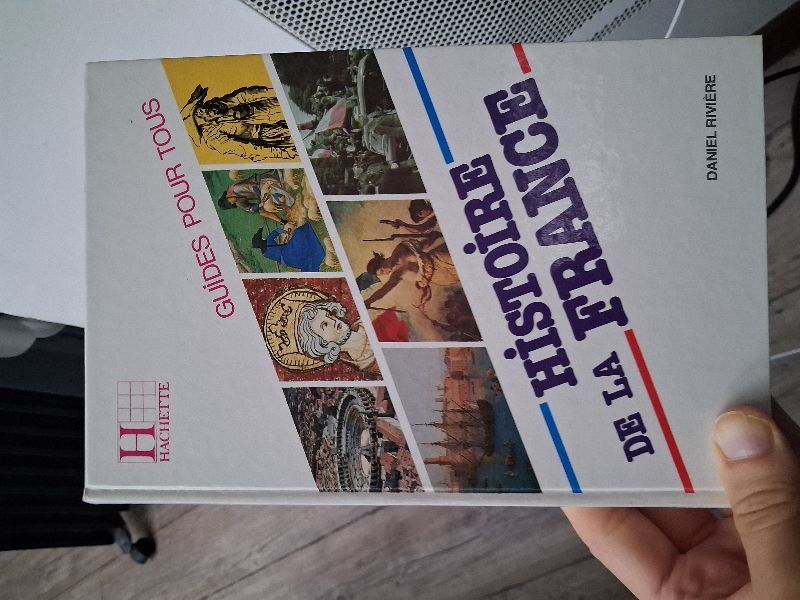 DANIEL RIVIÈRE
HISTOIRE
DE LA FRANCE
GUIDES POUR TOUS
H
HACHETTE